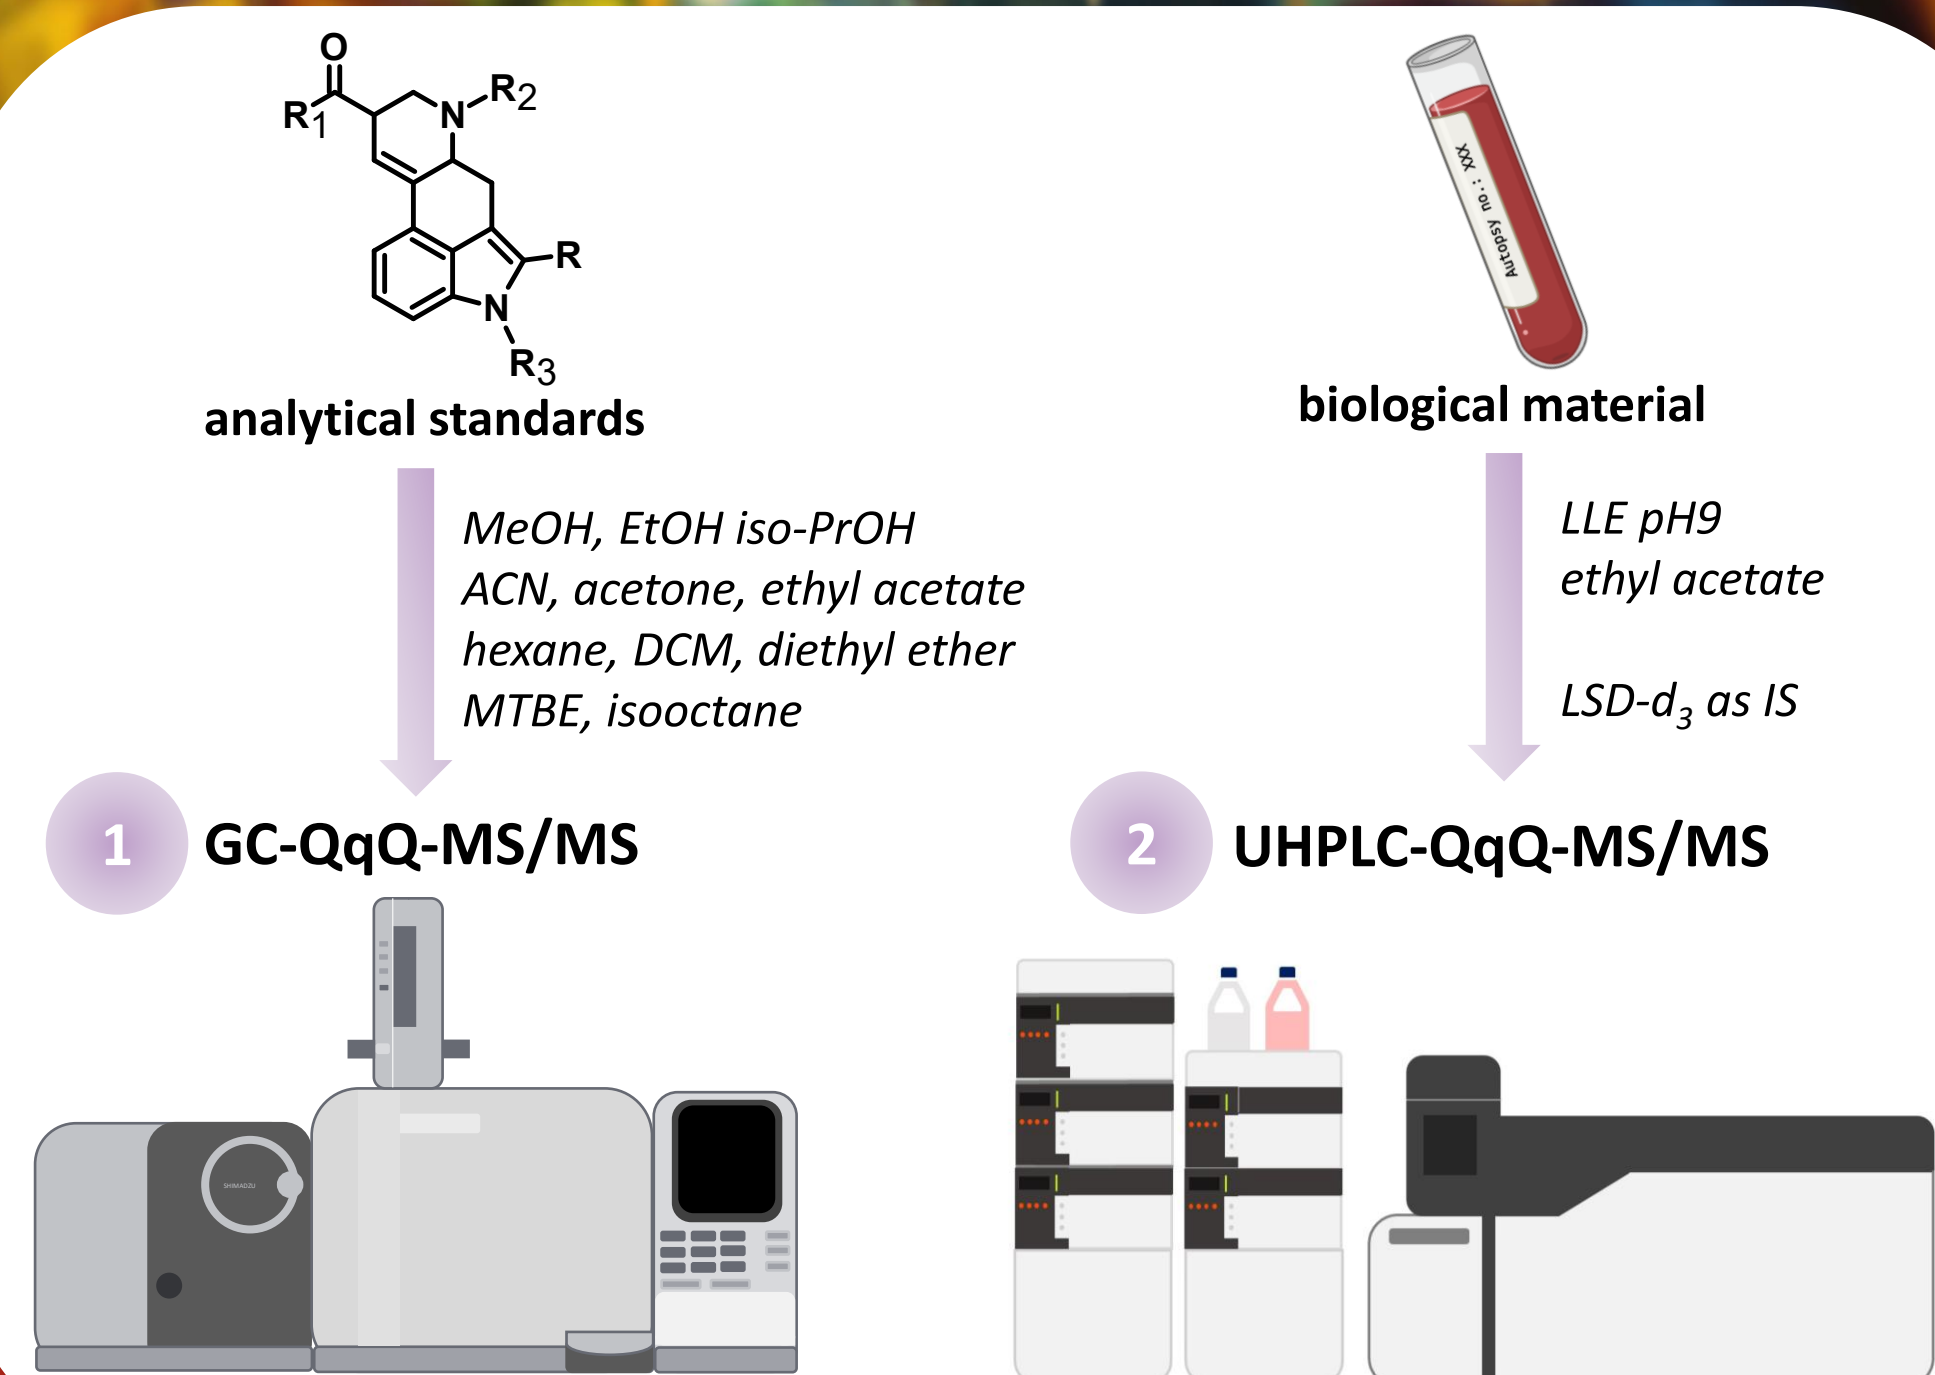 O
R1
N
R2
R
N
R3
analytical standards
MeOH, EtOH iso-PrOH
ACN, acetone, ethyl acetate
hexane, DCM, diethyl ether
MTBE, isooctane
1
GC-QqQ-MS/MS
SHIMADZU
Autopsy no.: XXX
biological material
LLE pH9
ethyl acetate
LSD-d3 as IS
2
UHPLC-QqQ-MS/MS